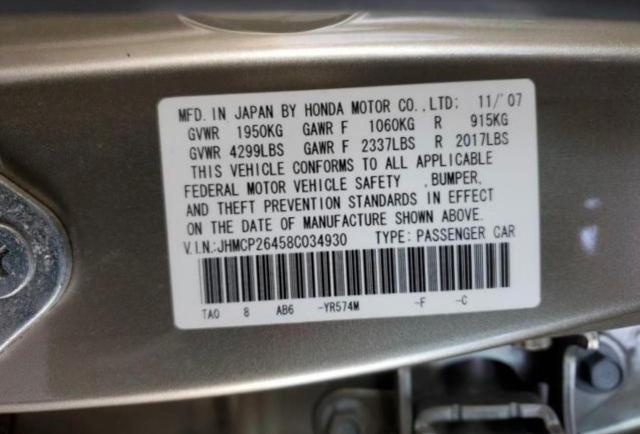 MFD. IN JAPAN BY HONDA MOTOR CO., LTD: 11/'07
GVWR 1950KG GAWR F 1060KG R 915KG
GVWR 4299LBS GAWR F 2337LBS R 2017LBS
THIS VEHICLE CONFORMS TO ALL APPLICABLE
FEDERAL MOTOR VEHICLE SAFETY , BUMPER,
AND THEFT PREVENTION STANDARDS IN EFFECT
ON THE DATE OF MANUFACTURE SHOWN ABOVE.
V.I.N.:JHMCP26458C034930 TYPE: PASSENGER CAR
TA0 8 AB6 -YR574M -F -C